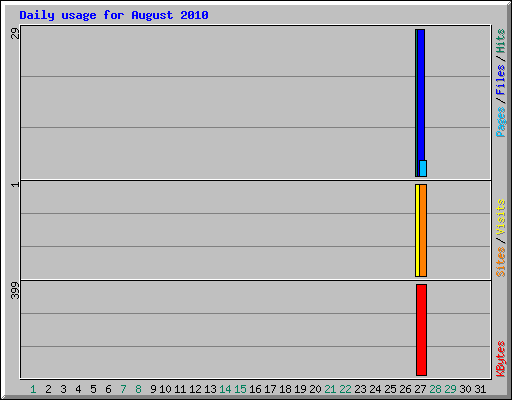 Daily usage for August 2010
29
1
399
Pages / Files / Hits
Sites / Visits
KBytes
1 2 3 4 5 6 7 8 9 10 11 12 13 14 15 16 17 18 19 20 21 22 23 24 25 26 27 28 29 30 31